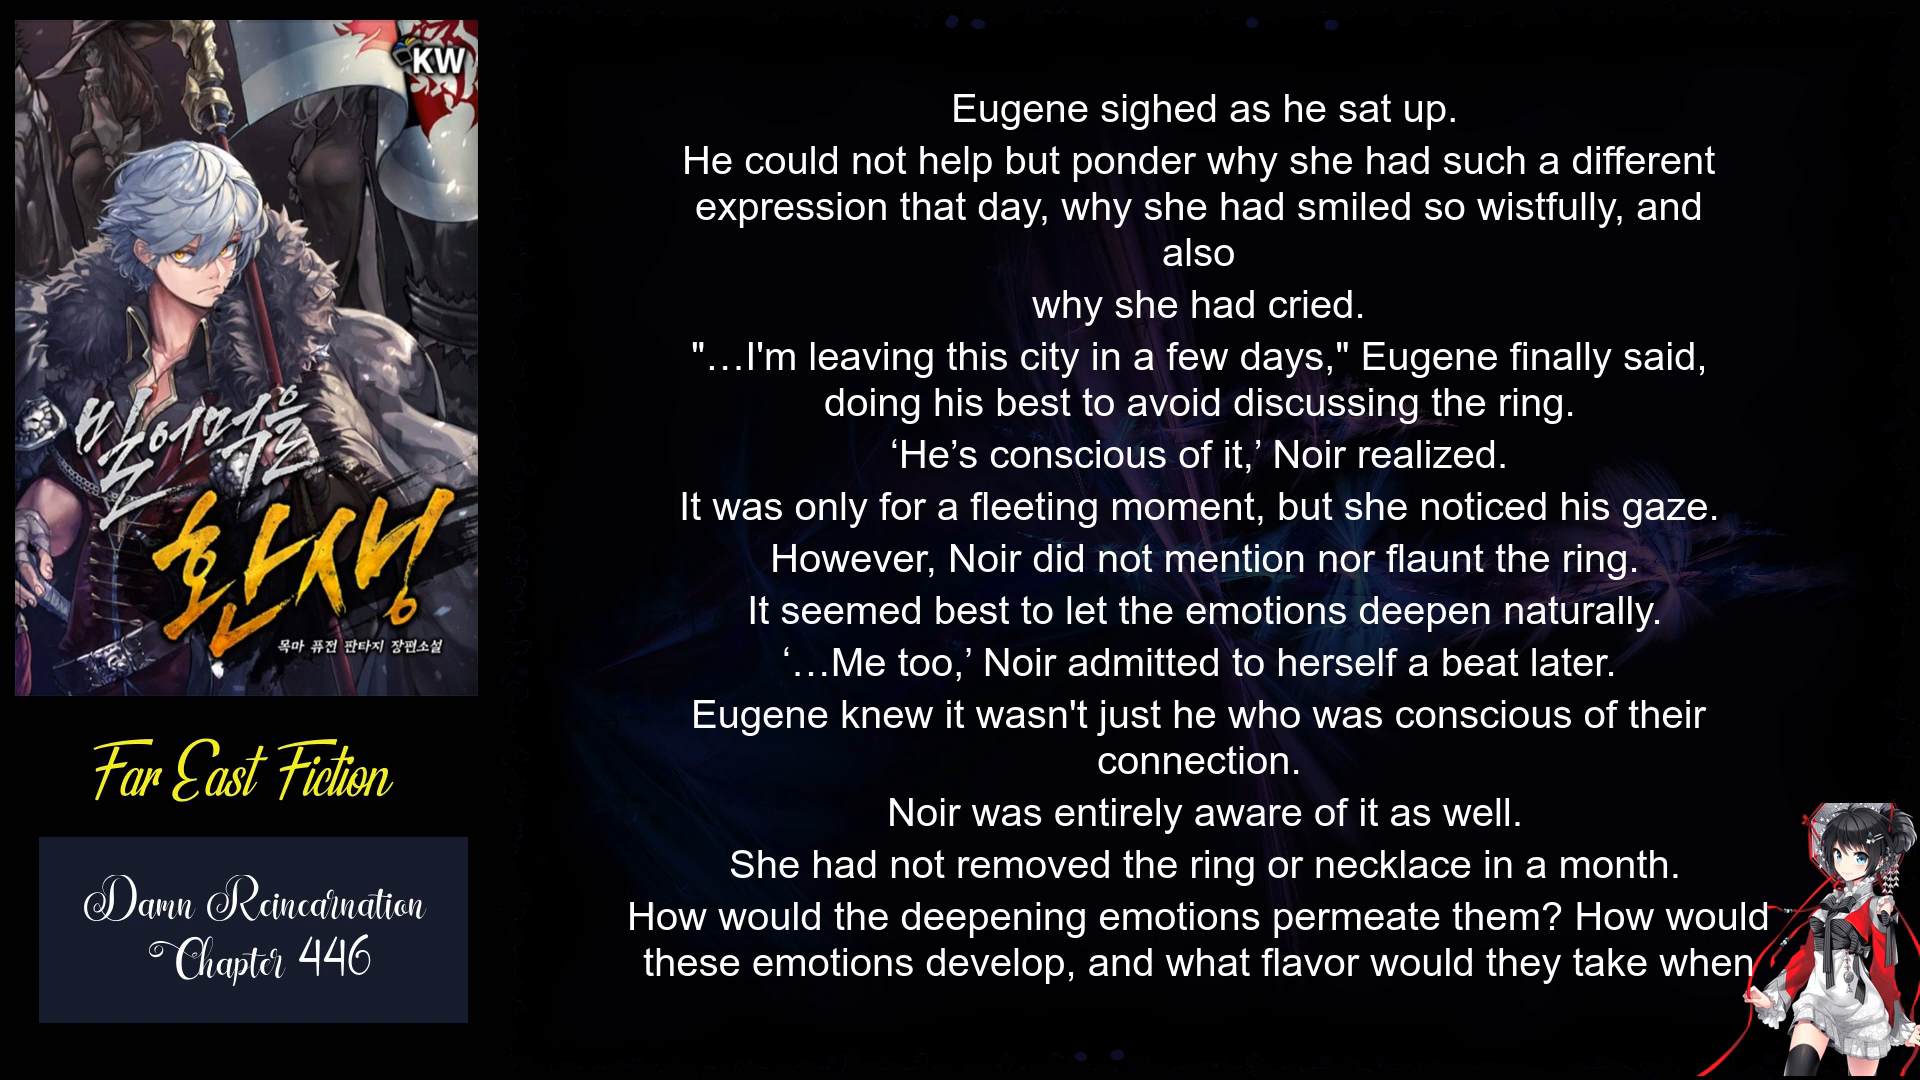 KW
빌어먹을
환생
목마 퓨전 판타지 장편소설
Far East Fiction
Damn Reincarnation
Chapter 446
Eugene sighed as he sat up.
He could not help but ponder why she had such a different
expression that day, why she had smiled so wistfully, and
also
why she had cried.
"…I'm leaving this city in a few days," Eugene finally said,
doing his best to avoid discussing the ring.
‘He’s conscious of it,’ Noir realized.
It was only for a fleeting moment, but she noticed his gaze.
However, Noir did not mention nor flaunt the ring.
It seemed best to let the emotions deepen naturally.
‘…Me too,’ Noir admitted to herself a beat later.
Eugene knew it wasn't just he who was conscious of their
connection.
Noir was entirely aware of it as well.
She had not removed the ring or necklace in a month.
How would the deepening emotions permeate them? How would
these emotions develop, and what flavor would they take when